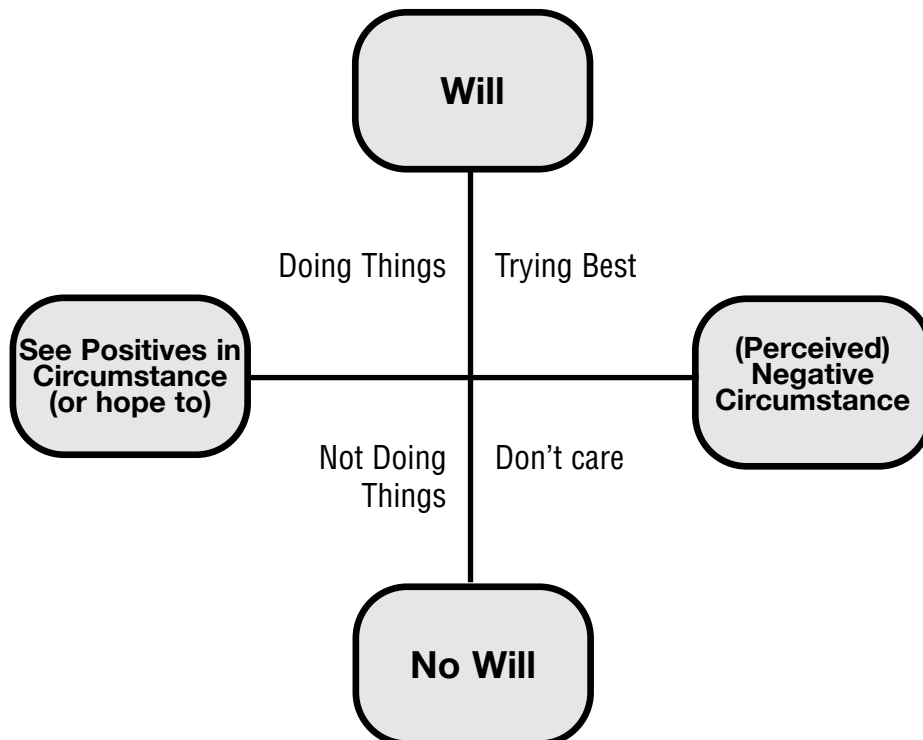 Will
Doing Things
Trying Best
See Positives in
Circumstance
(or hope to)
(Perceived)
Negative
Circumstance
Not Doing
Things
Don’t care
No Will